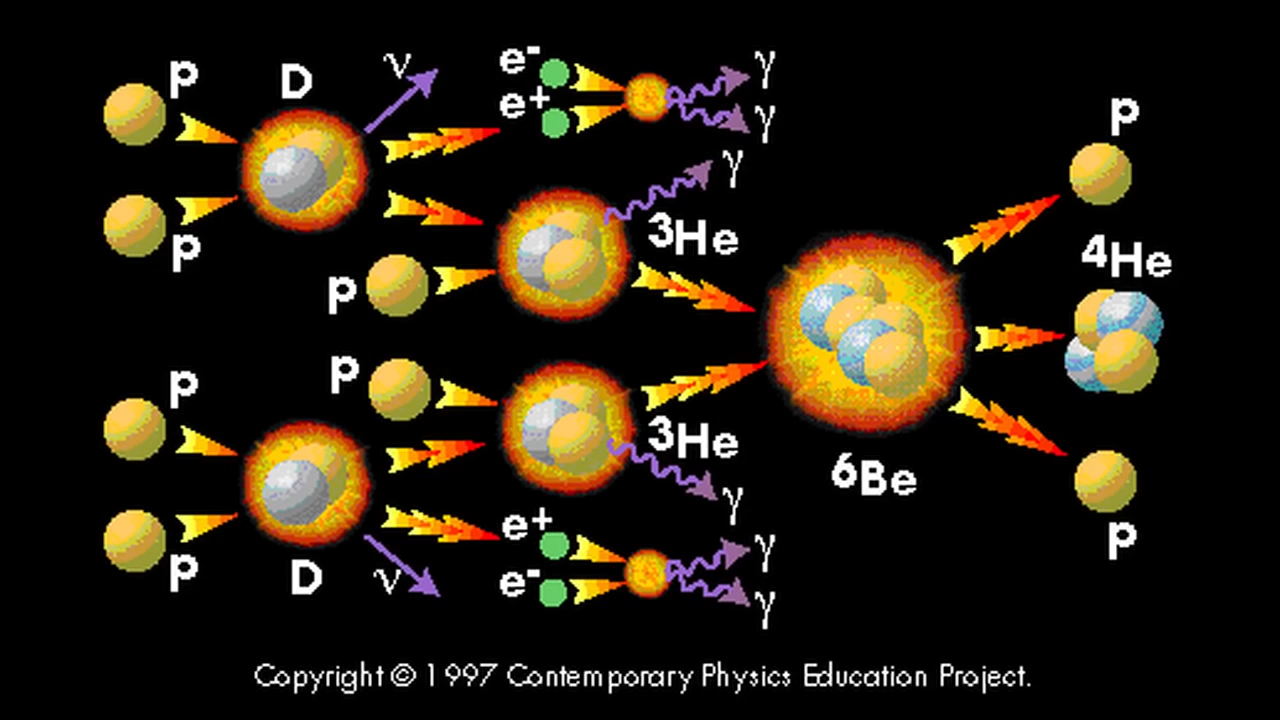 p
D
ν
e⁻
γ
e⁺
γ
p
γ
p
³He
⁴He
p
p
p
³He
⁶Be
γ
p
e⁺
γ
p
D
ν
e⁻
γ
p
Copyright © 1997 Contemporary Physics Education Project.